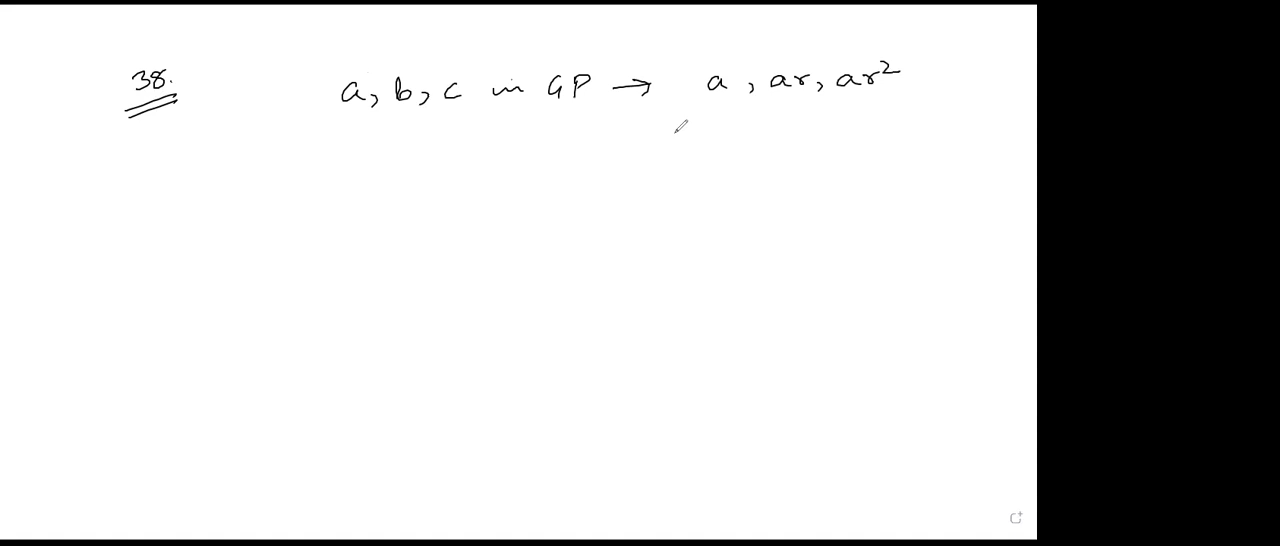 38. a, b, c in GP → a, ar, ar²